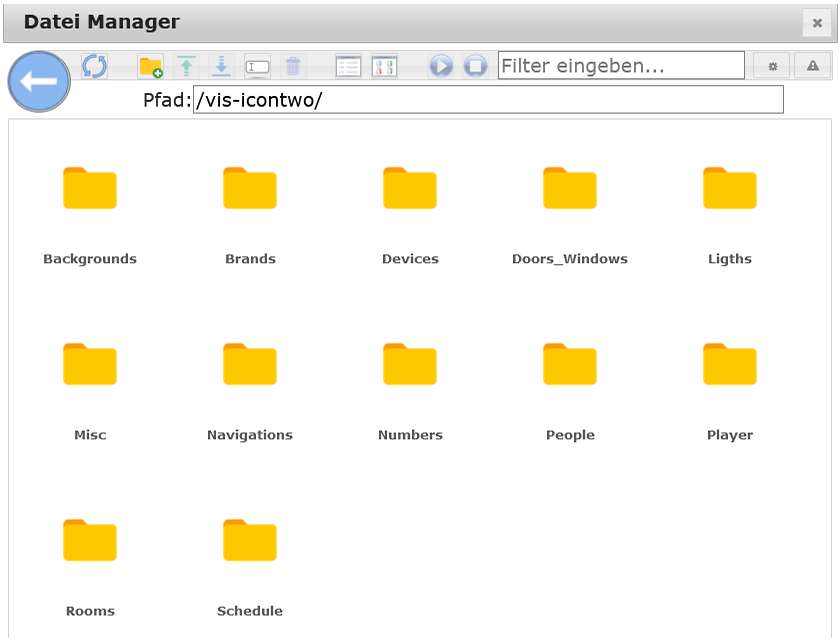 Datei Manager
Filter eingeben...
Pfad: /vis-icontwo/
Backgrounds Brands Devices Doors_Windows Ligths
Misc Navigations Numbers People Player
Rooms Schedule